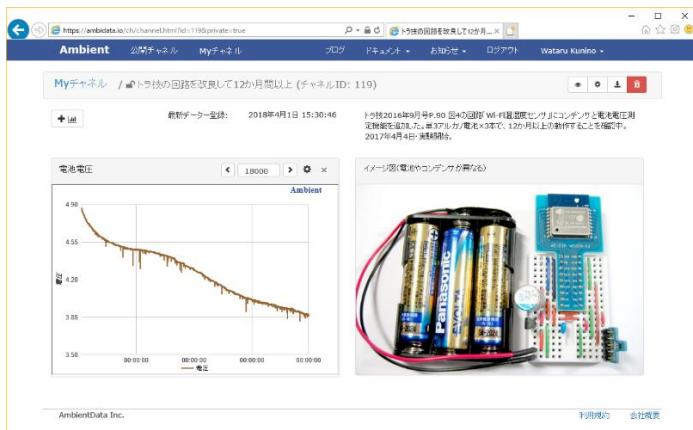 https://ambidata.io/ch/channel.html?id=119&private=true
トラ技の回路を改良して12か月...
Ambient 公開チャネル Myチャネル ブログ ドキュメント お知らせ ログアウト Wataru Kunino
Myチャネル / トラ技の回路を改良して12か月間以上 (チャネルID: 119)
最新データー登録: 2018年4月1日 15:30:46
トラ技2016年9月号P.90 図4の回路「Wi-Fi温湿度センサ」にコンデンサと電池電圧測
定機能を追加した。単3アルカリ電池×3本で、12か月以上の動作することを確認中。
2017年4月4日・実験開始。
電池電圧
18000
イメージ図(電池やコンデンサが異なる)
Ambient
4.90
4.55
4.20
3.85
3.50
電圧
00:00:00 00:00:00 00:00:00 00:00:00
電圧
Panasonic
EVOLTA
AmbientData Inc.
利用規約 会社概要